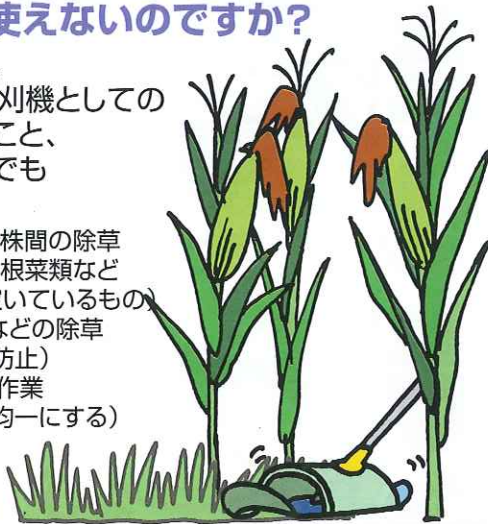 使えないのですか?
刈機としての
こと、
でも
株間の除草
根菜類など
いているもの)
などの除草
防止)
作業
均一にする)